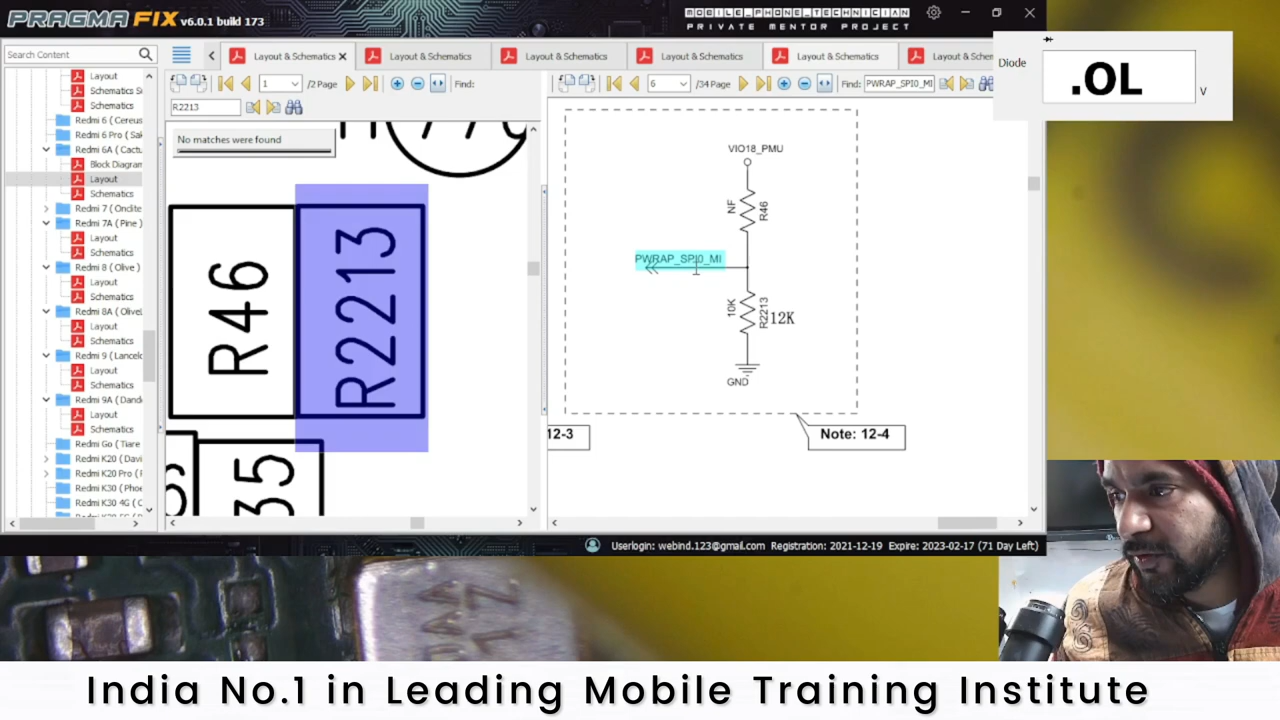 PRAGMA FIX v6.0.1 build 173
MOBILE_PHONE_TECHNICIAN
PRIVATE MENTOR PROJECT
Search Content
Layout & Schematics
Layout & Schematics
Layout & Schematics
Layout & Schematics
Layout & Schematics
Layout &
Diode
.OL
V
1
/2 Page
Find:
6
/34 Page
Find:
PWRAP_SPI0_MI
R2213
No matches were found
Layout
Schematics S
Schematics
Redmi 6 ( Cereus
Redmi 6 Pro ( Sak
Redmi 6A ( Cactu
Block Diagram
Layout
Schematics
Redmi 7 ( Onclite
Redmi 7A ( Pine )
Layout
Schematics
Redmi 8 ( Olive )
Layout
Schematics
Redmi 8A ( OliveL
Layout
Schematics
Redmi 9 ( Lancelo
Layout
Schematics
Redmi 9A ( Dand
Layout
Schematics
Redmi Go ( Tiare
Redmi K20 ( Davi
Redmi K20 Pro (
Redmi K30 ( Phoe
Redmi K30 4G ( C
R46
R2213
35
VIO18_PMU
NF
R46
PWRAP_SPI0_MI
10K
R2213
12K
GND
12-3
Note: 12-4
Userlogin: webind.123@gmail.com Registration: 2021-12-19 Expire: 2023-02-17 (71 Day Left)
India No.1 in Leading Mobile Training Institute